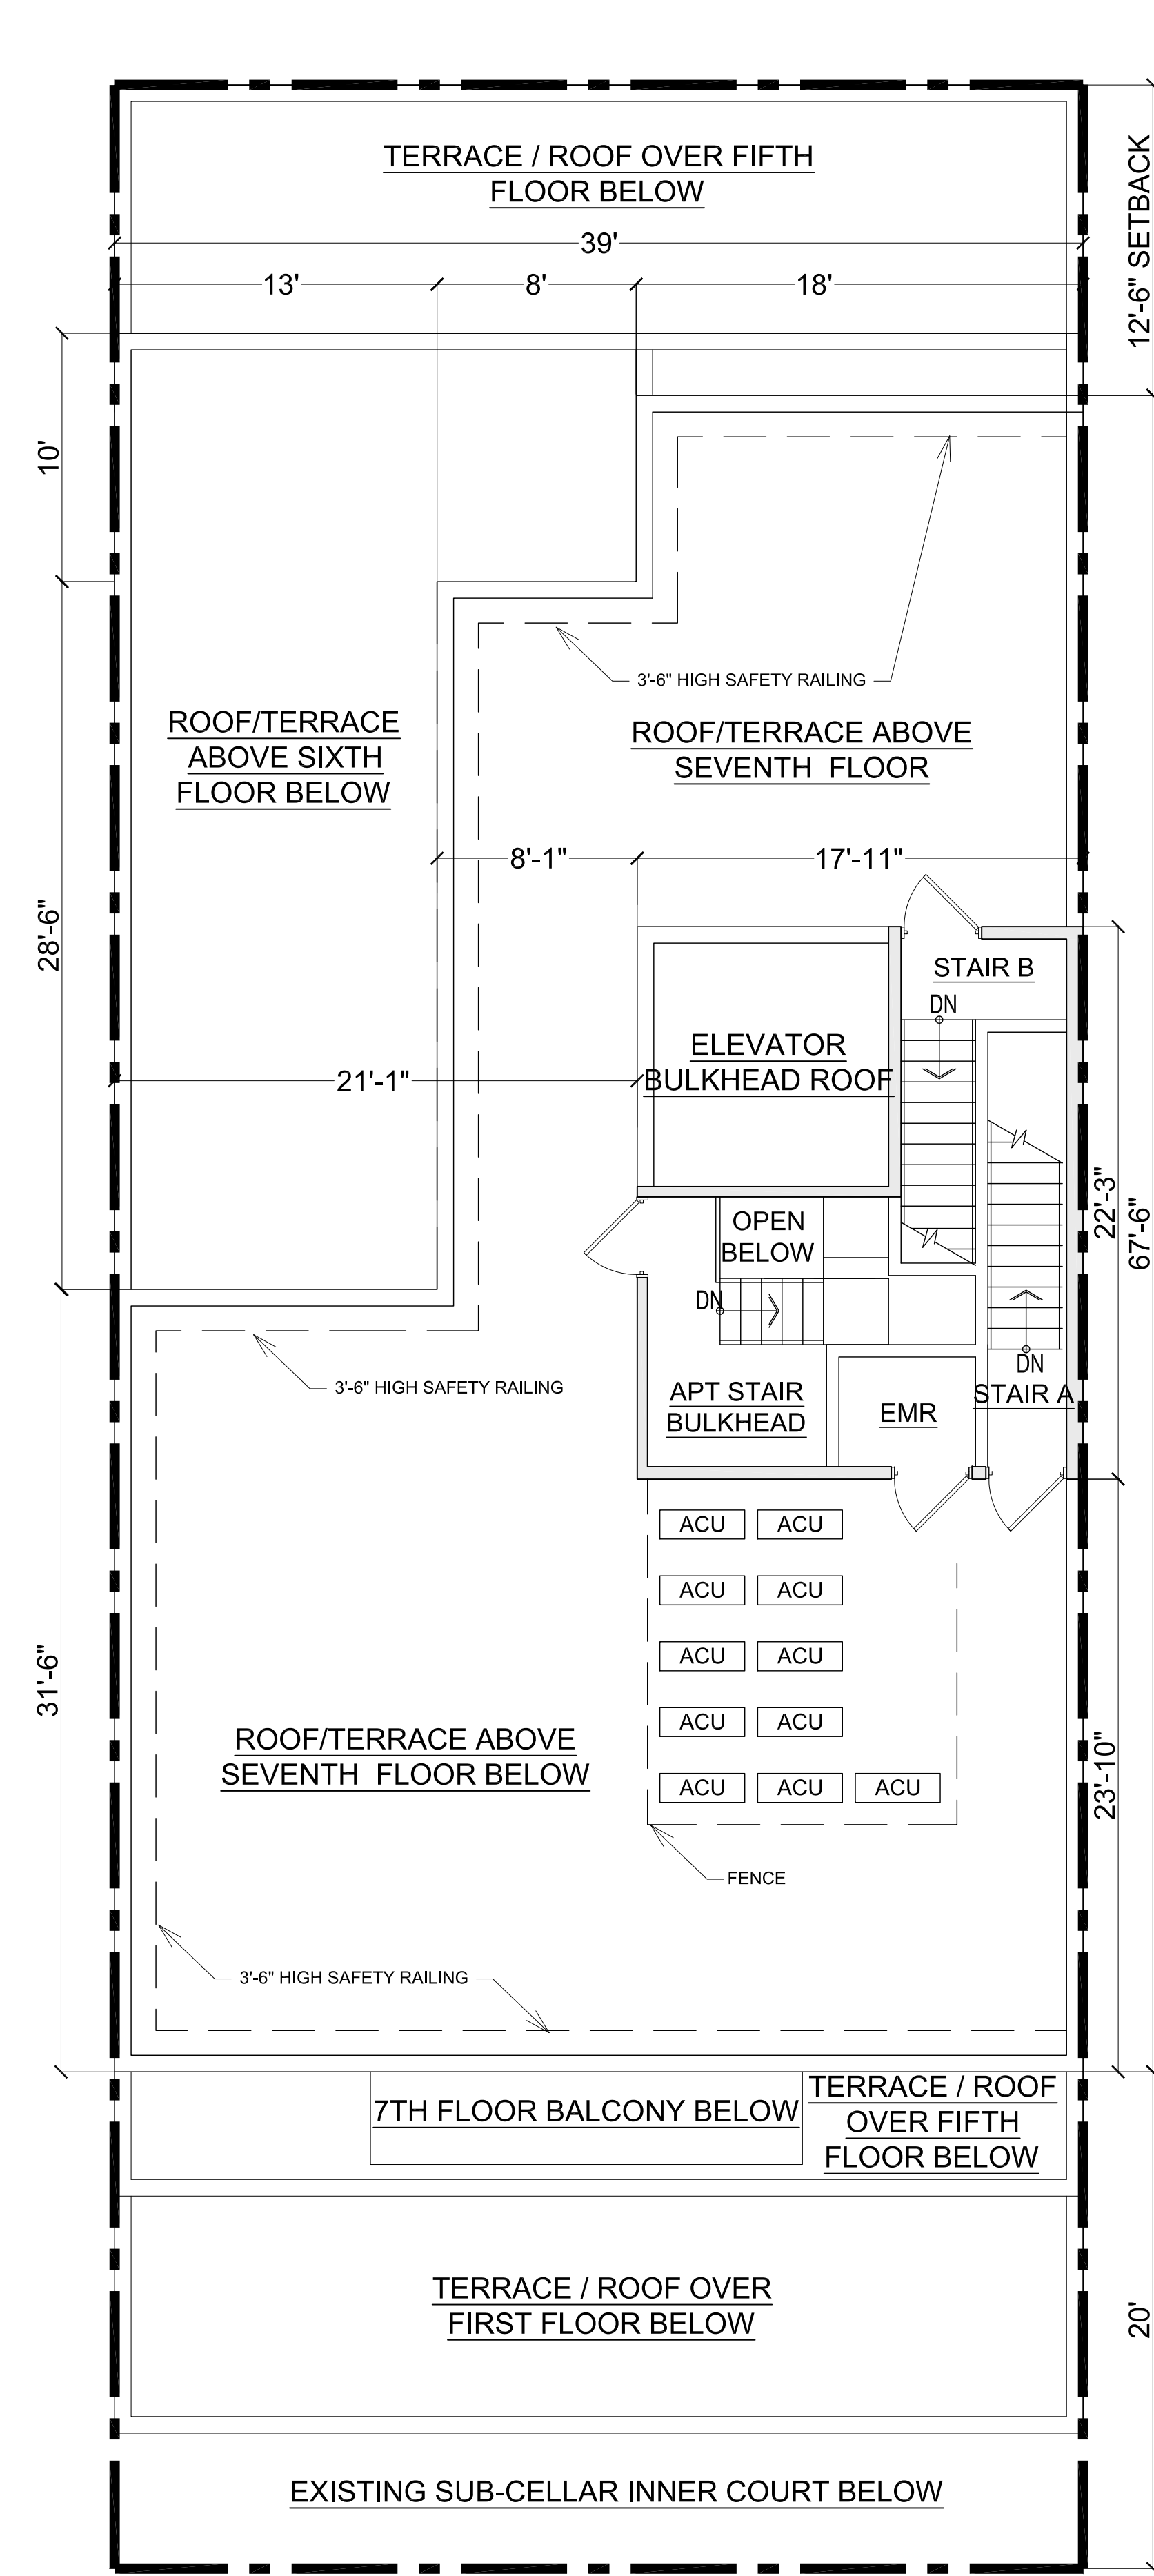 TERRACE / ROOF OVER FIFTH
FLOOR BELOW
12'-6" SETBACK
39'
13'
8'
18'
10'
3'-6" HIGH SAFETY RAILING
ROOF/TERRACE
ABOVE SIXTH
FLOOR BELOW
ROOF/TERRACE ABOVE
SEVENTH FLOOR
8'-1"
17'-11"
28'-6"
STAIR B
DN
ELEVATOR
BULKHEAD ROOF
21'-1"
22'-3"
67'-6"
OPEN
BELOW
DN
DN
STAIR A
3'-6" HIGH SAFETY RAILING
APT STAIR
BULKHEAD
EMR
ACU ACU
ACU ACU
ACU ACU
ACU ACU
ACU ACU ACU
31'-6"
ROOF/TERRACE ABOVE
SEVENTH FLOOR BELOW
23'-10"
FENCE
3'-6" HIGH SAFETY RAILING
7TH FLOOR BALCONY BELOW
TERRACE / ROOF
OVER FIFTH
FLOOR BELOW
TERRACE / ROOF OVER
FIRST FLOOR BELOW
20'
EXISTING SUB-CELLAR INNER COURT BELOW